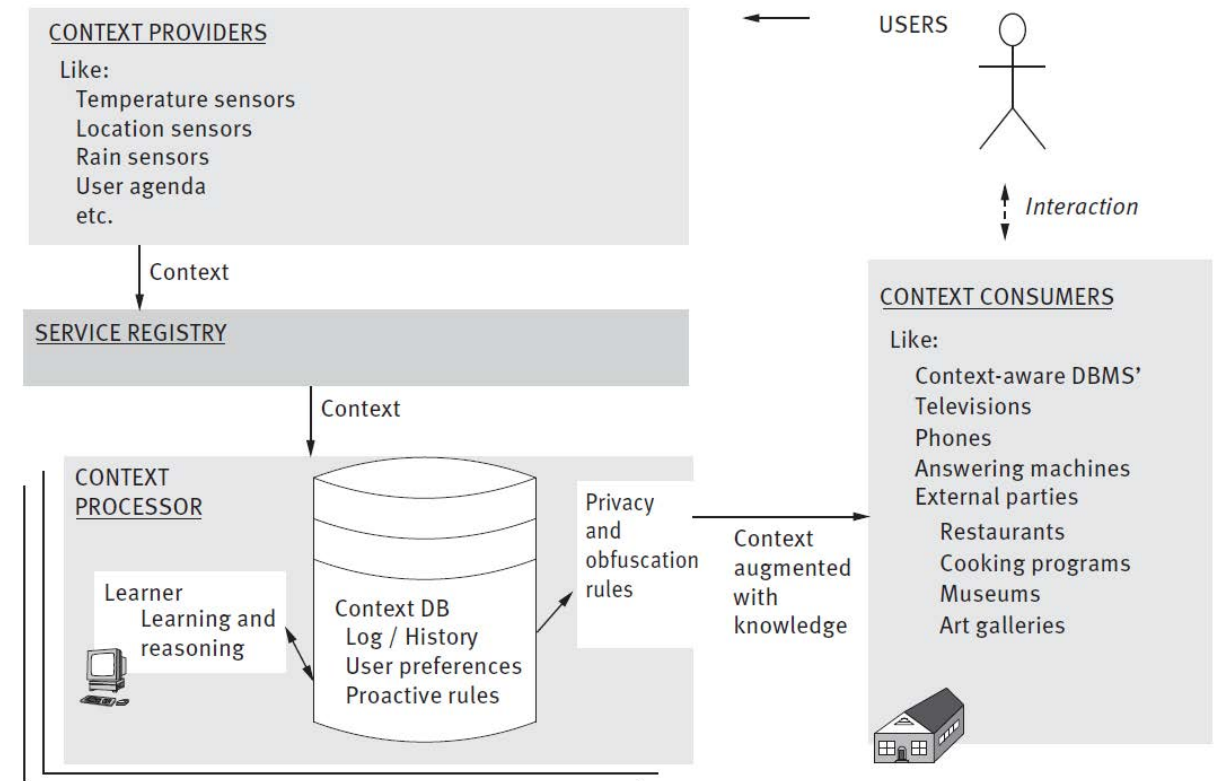 CONTEXT PROVIDERS
Like:
Temperature sensors
Location sensors
Rain sensors
User agenda
etc.
USERS
Interaction
Context
SERVICE REGISTRY
Context
CONTEXT
PROCESSOR
Learner
Learning and
reasoning
Context DB
Log / History
User preferences
Proactive rules
Privacy
and
obfuscation
rules
Context
augmented
with
knowledge
CONTEXT CONSUMERS
Like:
Context-aware DBMS’
Televisions
Phones
Answering machines
External parties
Restaurants
Cooking programs
Museums
Art galleries